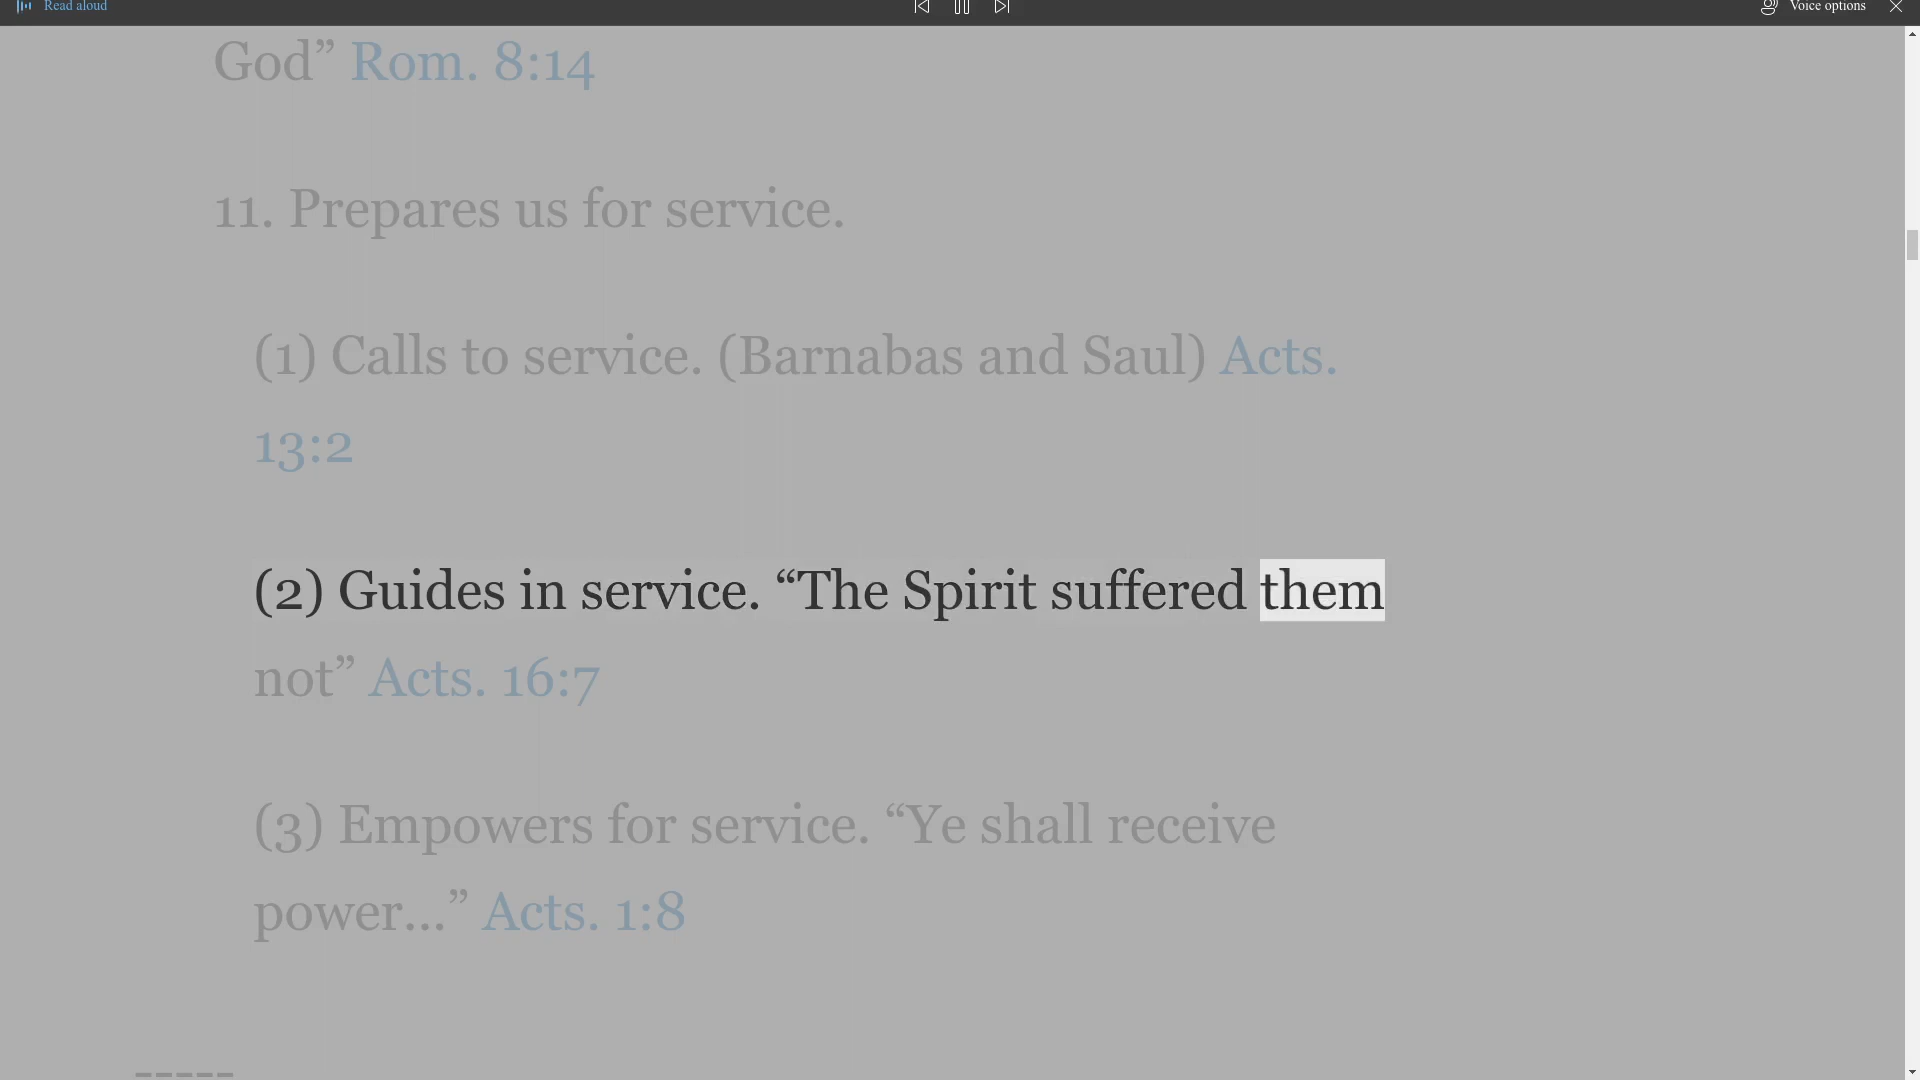 Read aloud
Voice options
God” Rom. 8:14
11. Prepares us for service.
(1) Calls to service. (Barnabas and Saul) Acts.
13:2
(2) Guides in service. “The Spirit suffered them
not” Acts. 16:7
(3) Empowers for service. “Ye shall receive
power...” Acts. 1:8